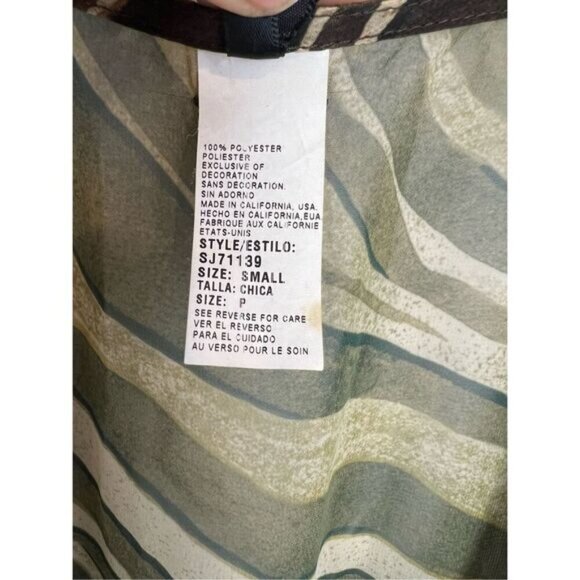 100% POLYESTER
POLIESTER
EXCLUSIVE OF
DECORATION
SANS DECORATION.
SIN ADORNO
MADE IN CALIFORNIA, USA.
HECHO EN CALIFORNIA,EUA
FABRIQUE AUX CALIFORNIE
ETATS-UNIS
STYLE/ESTILO:
SJ71139
SIZE: SMALL
TALLA: CHICA
SIZE: P
SEE REVERSE FOR CARE
VER EL REVERSO
PARA EL CUIDADO
AU VERSO POUR LE SOIN